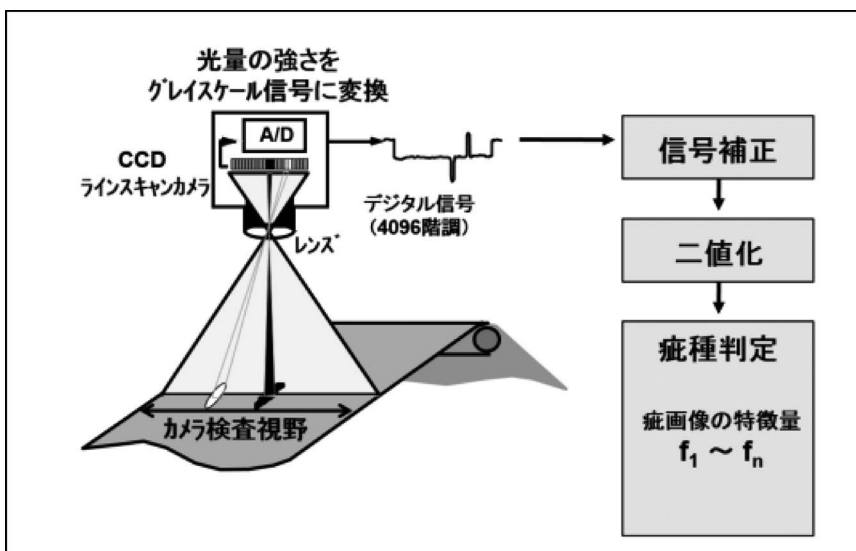 光量の強さを
グレイスケール信号に変換
A/D
CCD
ラインスキャンカメラ
レンズ
デジタル信号
(4096階調)
カメラ検査視野
信号補正
二値化
疵種判定
疵画像の特徴量
f₁ ～ fₙ